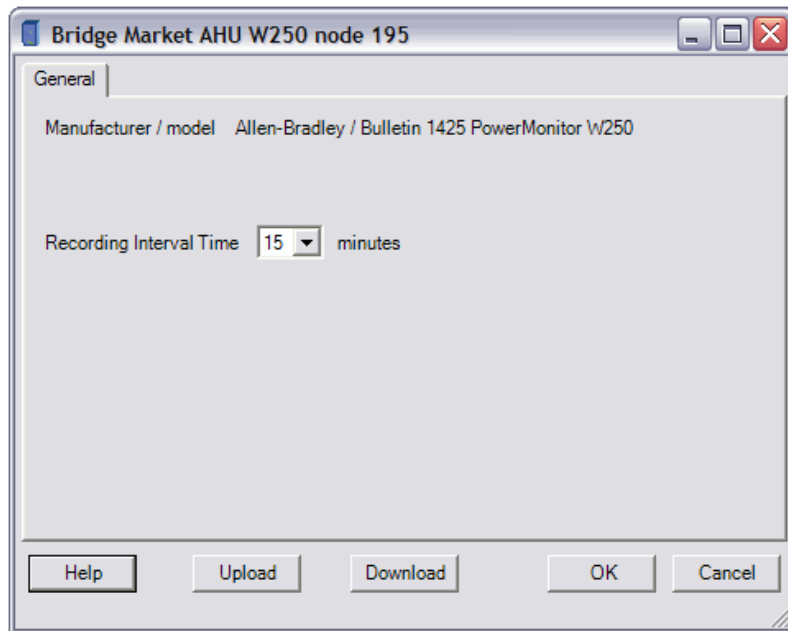 Bridge Market AHU W250 node 195
General
Manufacturer / model Allen-Bradley / Bulletin 1425 PowerMonitor W250
Recording Interval Time 15 minutes
Help Upload Download OK Cancel